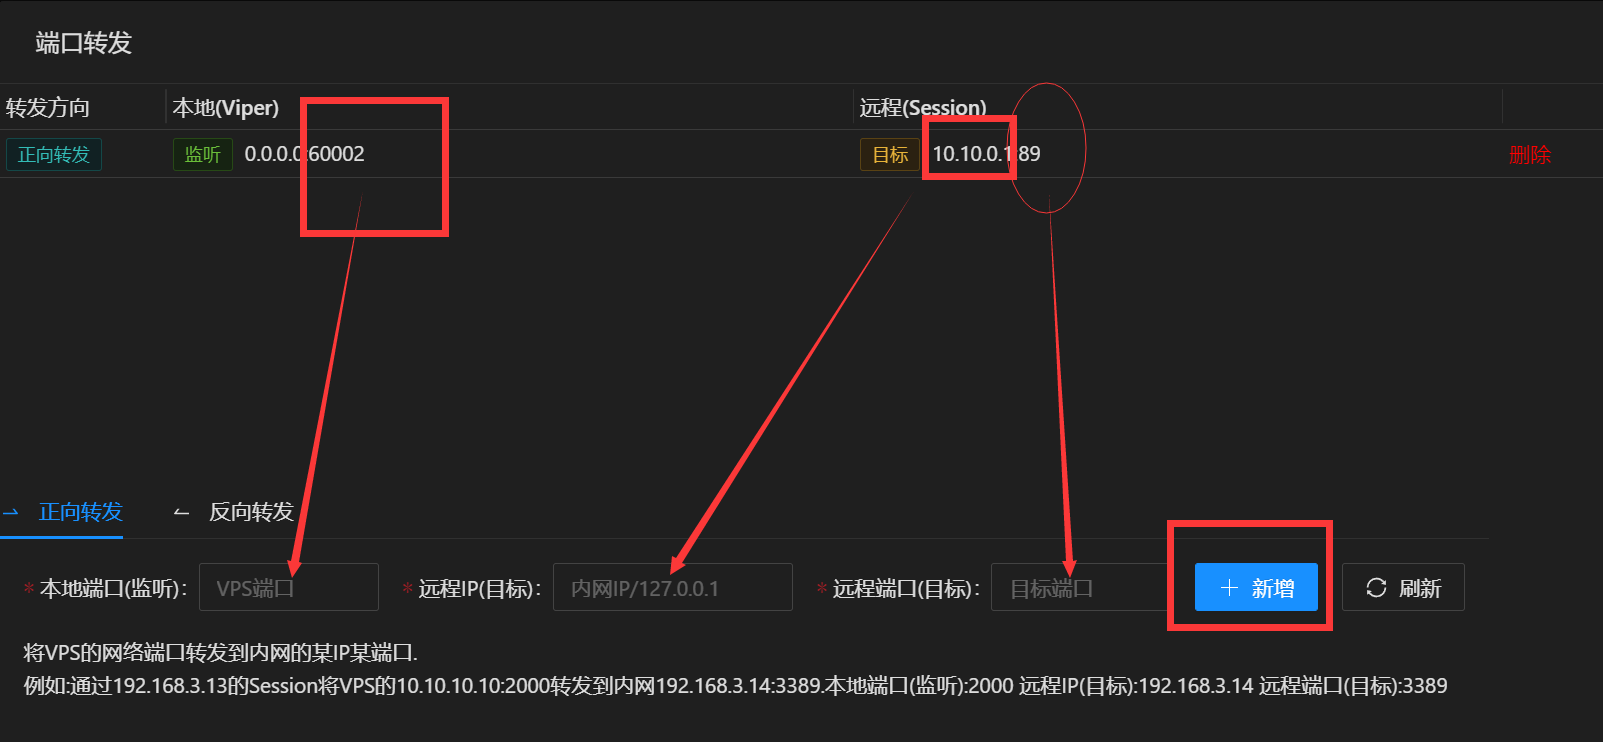 端口转发
转发方向 本地(Viper) 远程(Session)
正向转发 监听 0.0.0.0:60002 目标 10.10.0.1:89 删除
正向转发 反向转发
* 本地端口(监听): VPS端口 * 远程IP(目标): 内网IP/127.0.0.1 * 远程端口(目标): 目标端口 + 新增 刷新
将VPS的网络端口转发到内网的某IP某端口.
例如:通过192.168.3.13的Session将VPS的10.10.10.10:2000转发到内网192.168.3.14:3389.本地端口(监听):2000 远程IP(目标):192.168.3.14 远程端口(目标):3389